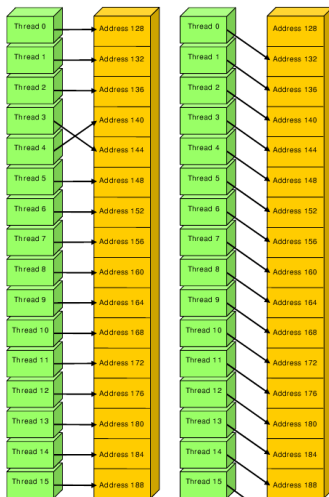 Thread 0 Address 128 Thread 0 Address 128
Thread 1 Address 132 Thread 1 Address 132
Thread 2 Address 136 Thread 2 Address 136
Thread 3 Address 140 Thread 3 Address 140
Thread 4 Address 144 Thread 4 Address 144
Thread 5 Address 148 Thread 5 Address 148
Thread 6 Address 152 Thread 6 Address 152
Thread 7 Address 156 Thread 7 Address 156
Thread 8 Address 160 Thread 8 Address 160
Thread 9 Address 164 Thread 9 Address 164
Thread 10 Address 168 Thread 10 Address 168
Thread 11 Address 172 Thread 11 Address 172
Thread 12 Address 176 Thread 12 Address 176
Thread 13 Address 180 Thread 13 Address 180
Thread 14 Address 184 Thread 14 Address 184
Thread 15 Address 188 Thread 15 Address 188